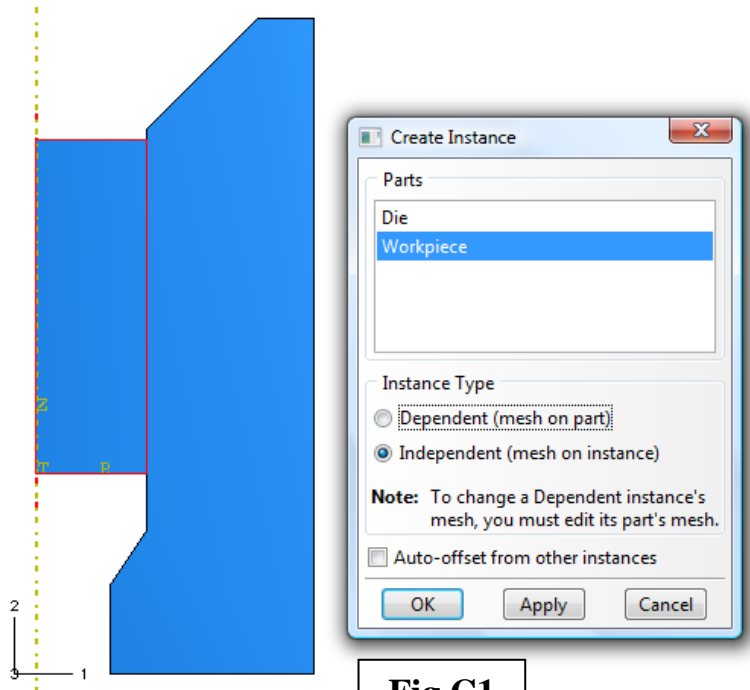 Create Instance
X
Parts
Die
Workpiece
Instance Type
Dependent (mesh on part)
Independent (mesh on instance)
Note: To change a Dependent instance's
mesh, you must edit its part's mesh.
Auto-offset from other instances
OK Apply Cancel
Z
T R
2
3 1
Fig C1